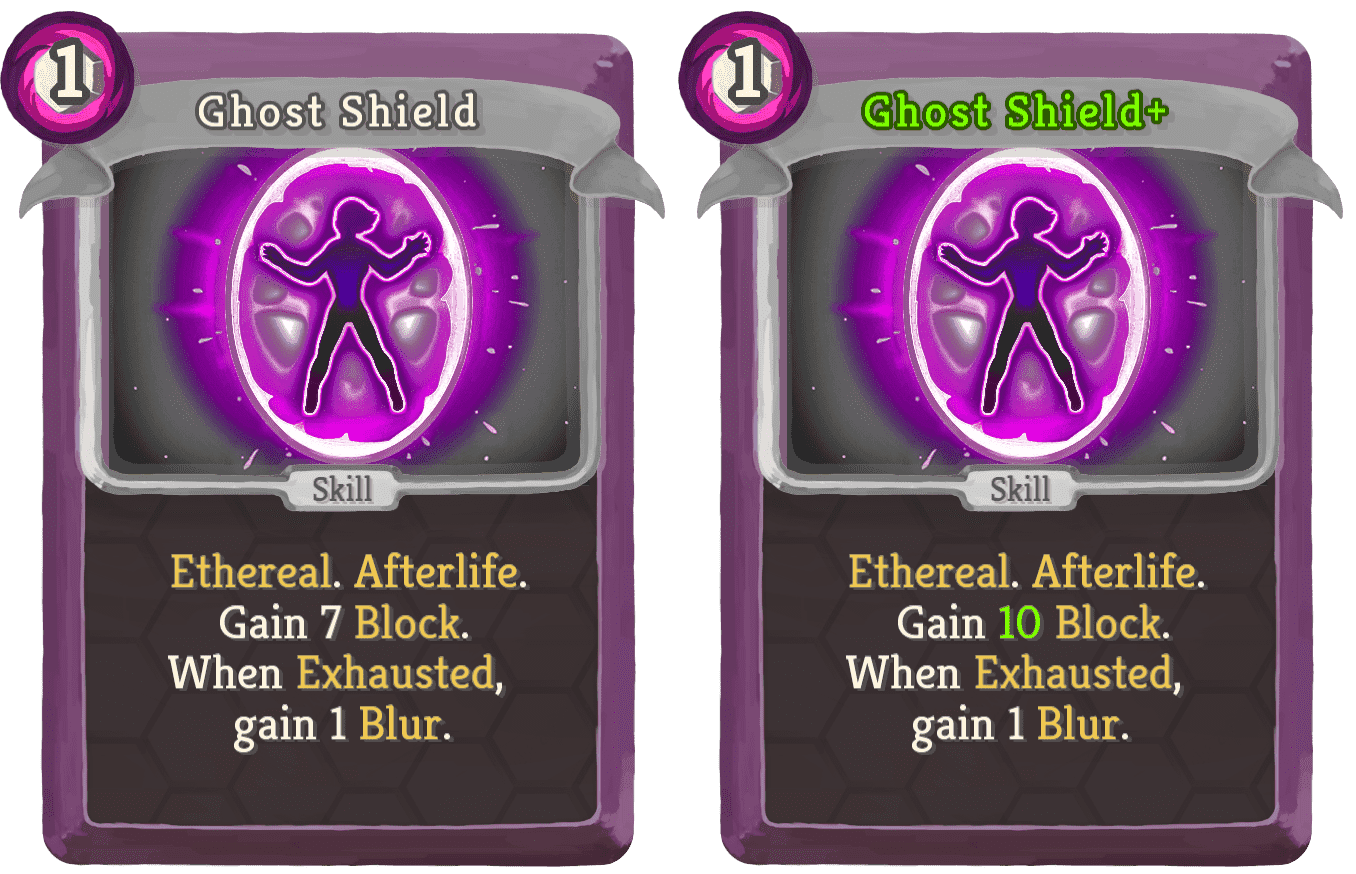 1
Ghost Shield
Skill
Ethereal. Afterlife.
Gain 7 Block.
When Exhausted,
gain 1 Blur.
1
Ghost Shield+
Skill
Ethereal. Afterlife.
Gain 10 Block.
When Exhausted,
gain 1 Blur.